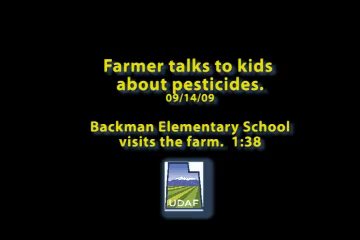 Farmer talks to kids
about pesticides.
09/14/09
Backman Elementary School
visits the farm.  1:38
UDAF